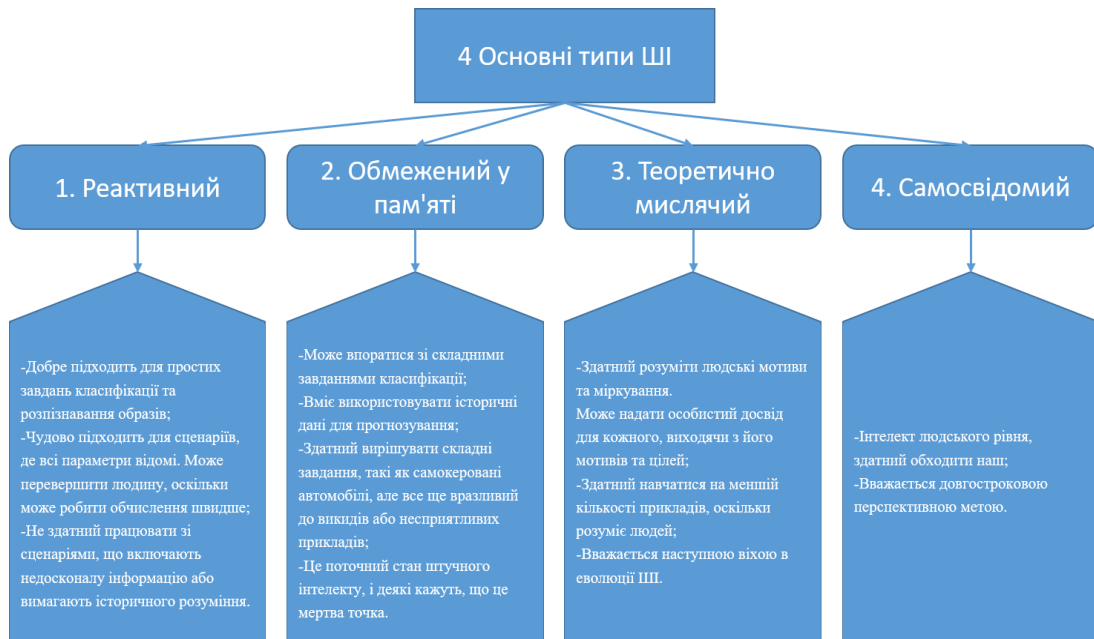 4 Основні типи ШІ
1. Реактивний
2. Обмежений у
пам'яті
3. Теоретично
мислячий
4. Самосвідомий
-Добре підходить для простих
завдань класифікації та
розпізнавання образів;
-Чудово підходить для сценаріїв,
де всі параметри відомі. Може
перевершити людину, оскільки
може робити обчислення швидше;
-Не здатний працювати зі
сценаріями, що включають
недосконалу інформацію або
вимагають історичного розуміння.
-Може впоратися зі складними
завданнями класифікації;
-Вміє використовувати історичні
дані для прогнозування;
-Здатний вирішувати складні
завдання, такі як самокеровані
автомобілі, але все ще вразливий
до викидів або несприятливих
прикладів;
-Це поточний стан штучного
інтелекту, і деякі кажуть, що це
мертва точка.
-Здатний розуміти людські мотиви
та міркування.
Може надати особистий досвід
для кожного, виходячи з його
мотивів та цілей;
-Здатний навчатися на меншій
кількості прикладів, оскільки
розуміє людей;
-Вважається наступною віхою в
еволюції ШІ.
-Інтелект людського рівня,
здатний обходити наш;
-Вважається довгостроковою
перспективною метою.